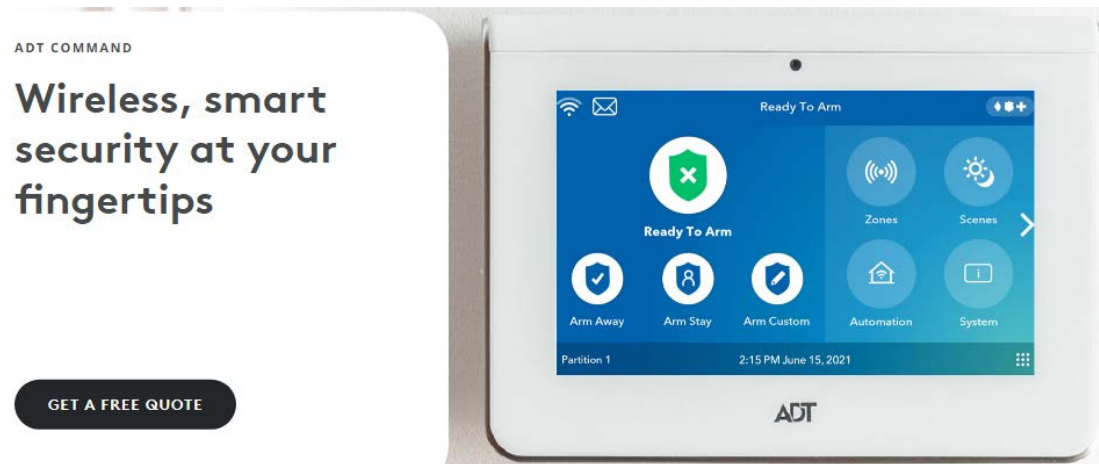 ADT COMMAND
Wireless, smart
security at your
fingertips
GET A FREE QUOTE
Ready To Arm
Ready To Arm
Zones
Scenes
Arm Away
Arm Stay
Arm Custom
Automation
System
Partition 1
2:15 PM June 15, 2021
ADT